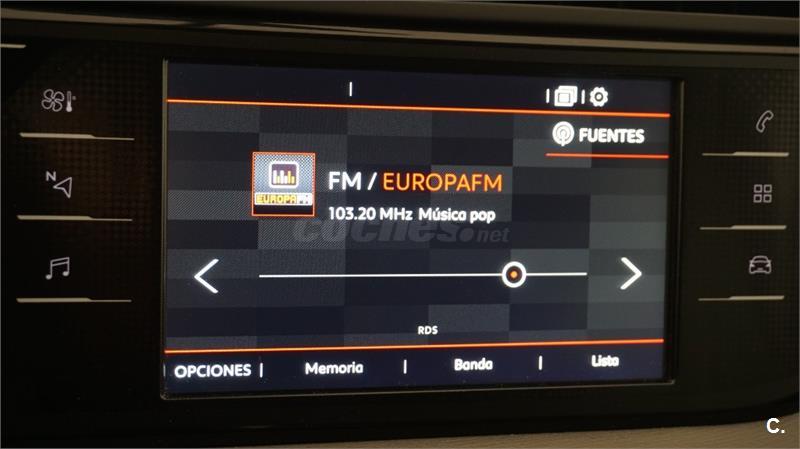 FUENTES
FM / EUROPAFM
EUROPAFM
103.20 MHz Música pop
coches.net
RDS
OPCIONES | Memoria | Banda | Lista
N
C.